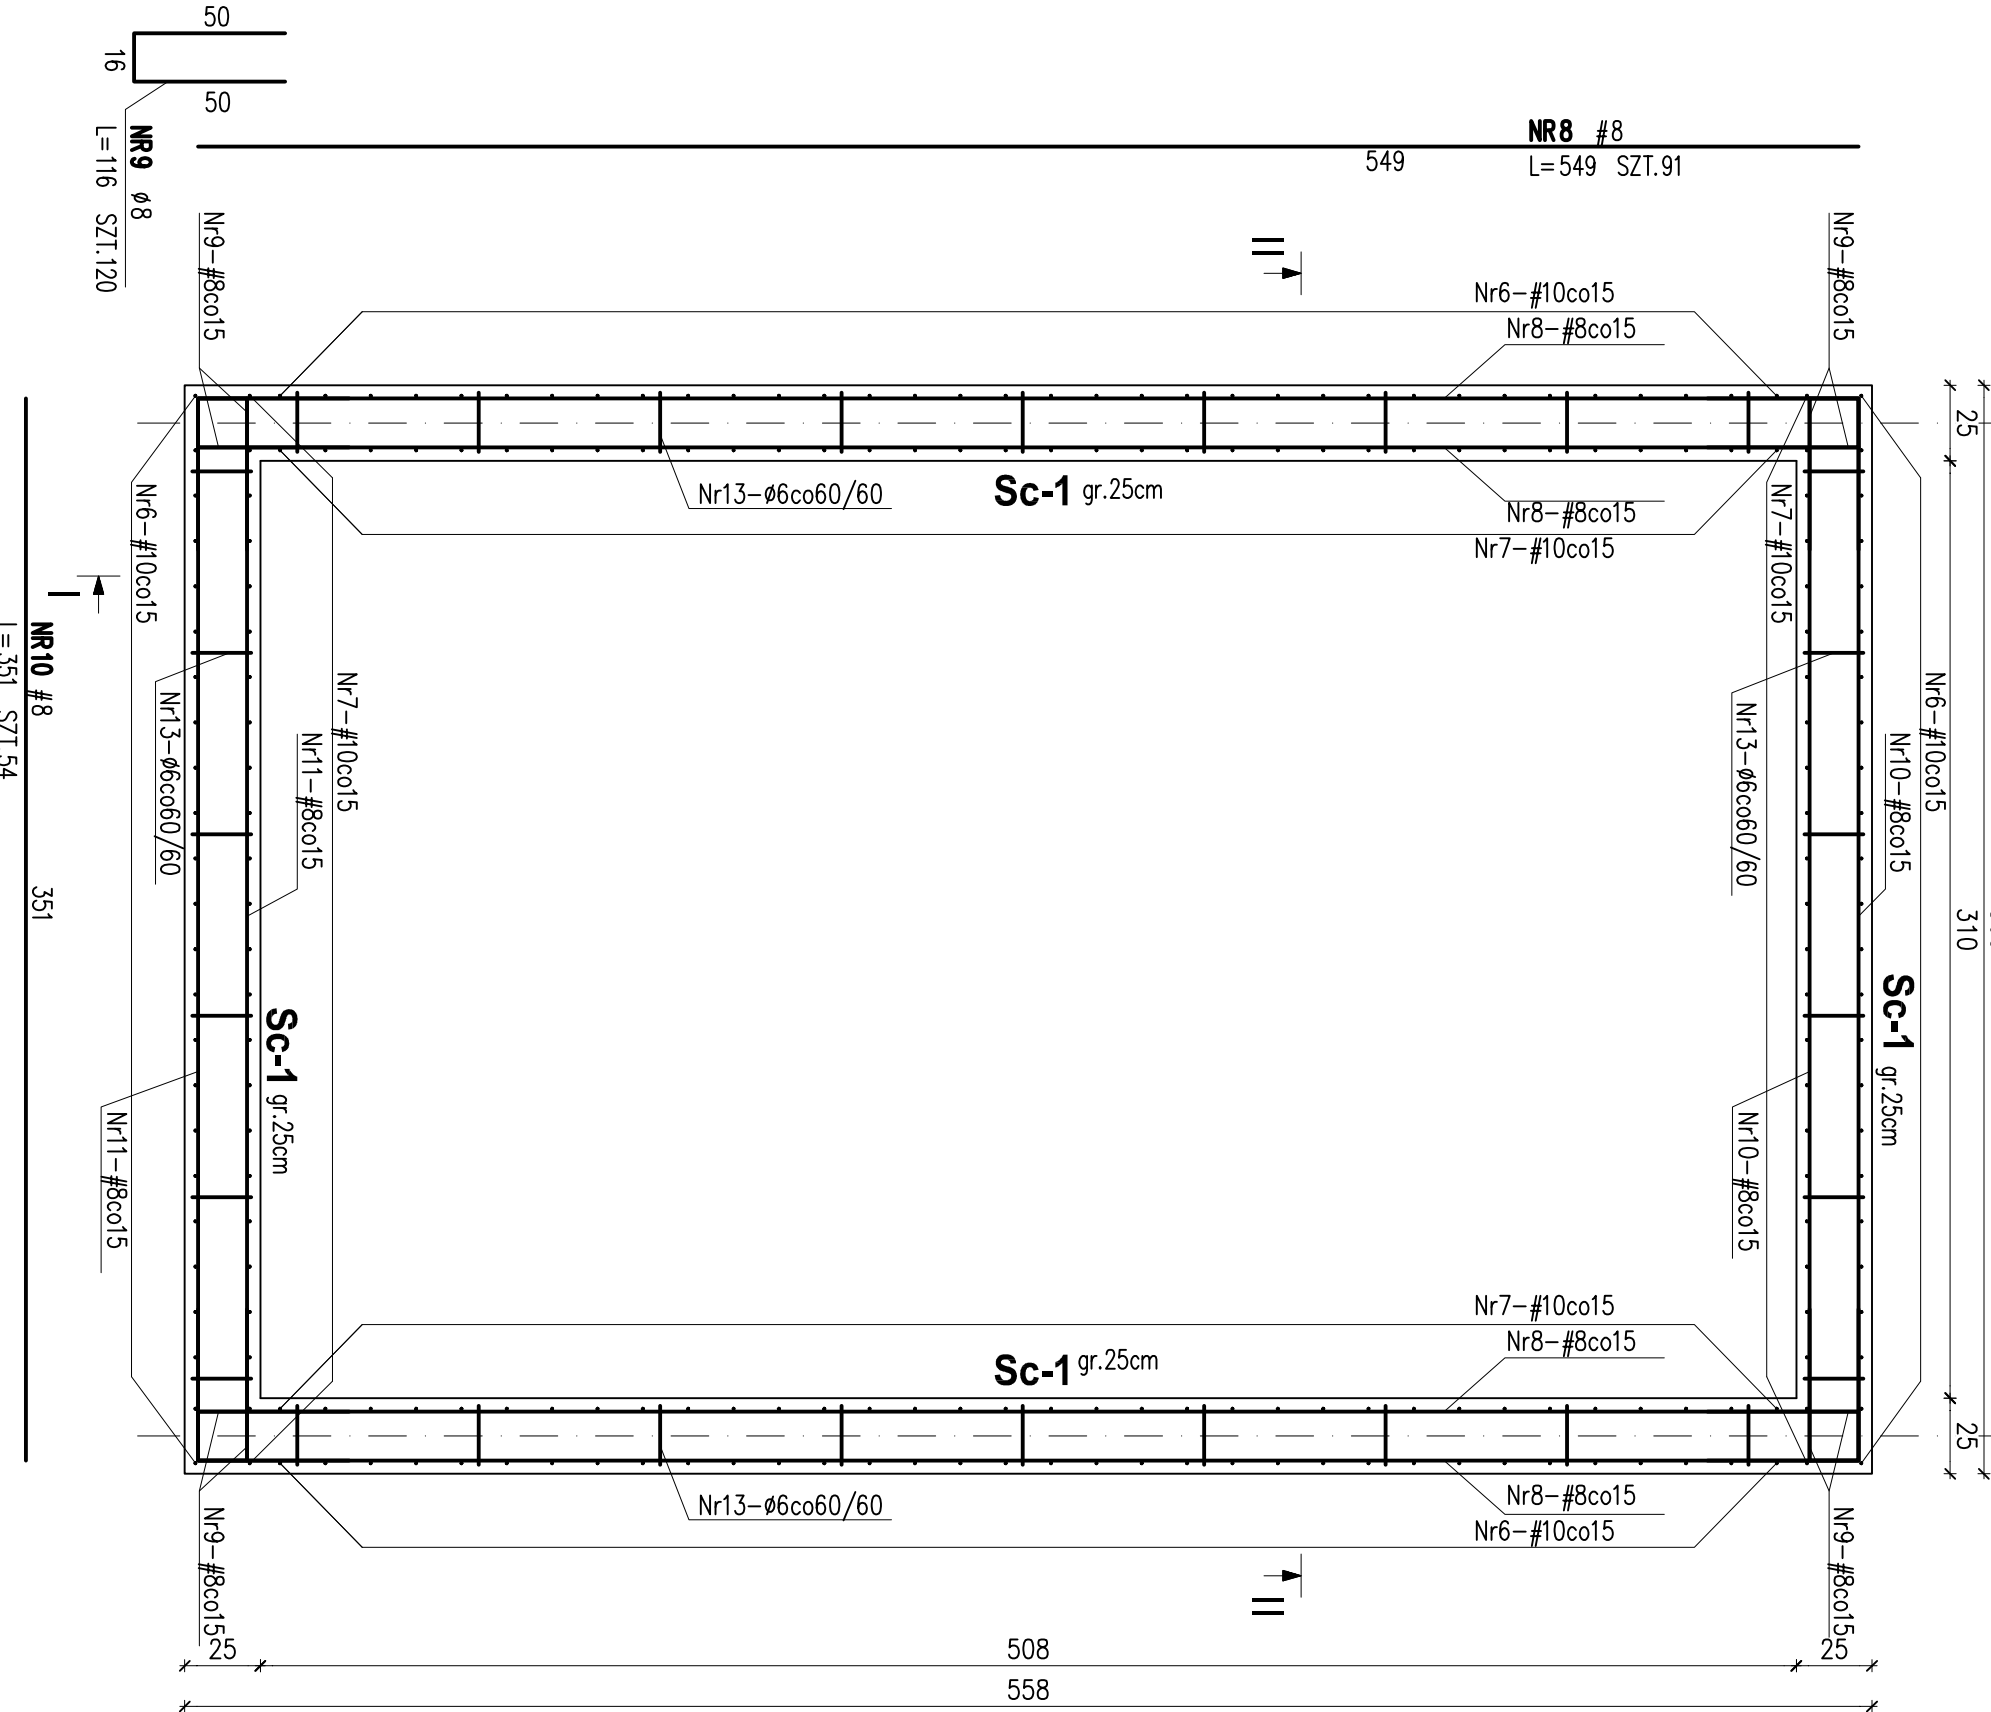 50
16
50
NR9 ø8
L=116 SZT.120
NR8 #8
549
L=549 SZT.91
Nr9-#8co15
Nr9-#8co15
II
Nr6-#10co15
Nr8-#8co15
25
Nr13-ø6co60/60
Sc-1 gr.25cm
Nr8-#8co15
Nr7-#10co15
Nr6-#10co15
Nr7-#10co15
I
NR10 #8
L=351 SZT.54
351
Nr13-ø6co60/60
Nr7-#10co15
Nr11-#8co15
Nr13-ø6co60/60
Nr6-#10co15
Nr10-#8co15
310
Sc-1 gr.25cm
Sc-1 gr.25cm
Nr11-#8co15
Nr10-#8co15
Nr7-#10co15
Nr8-#8co15
Sc-1 gr.25cm
25
Nr13-ø6co60/60
Nr8-#8co15
Nr6-#10co15
Nr9-#8co15
Nr9-#8co15
II
25
508
25
558